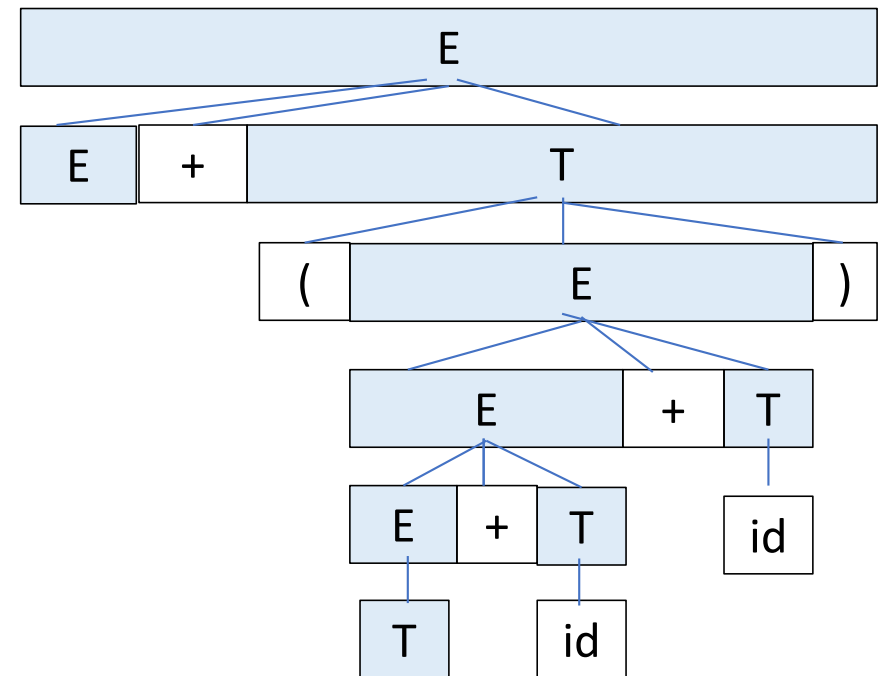 E
E + T
( E )
E + T
E + T id
T id